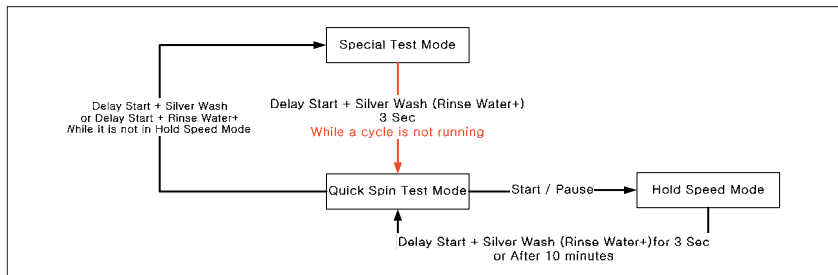 Special Test Mode
Delay Start + Silver Wash
or Delay Start + Rinse Water+
While it is not in Hold Speed Mode
Delay Start + Silver Wash (Rinse Water+)
3 Sec
While a cycle is not running
Quick Spin Test Mode
Start / Pause
Hold Speed Mode
Delay Start + Silver Wash (Rinse Water+)for 3 Sec
or After 10 minutes